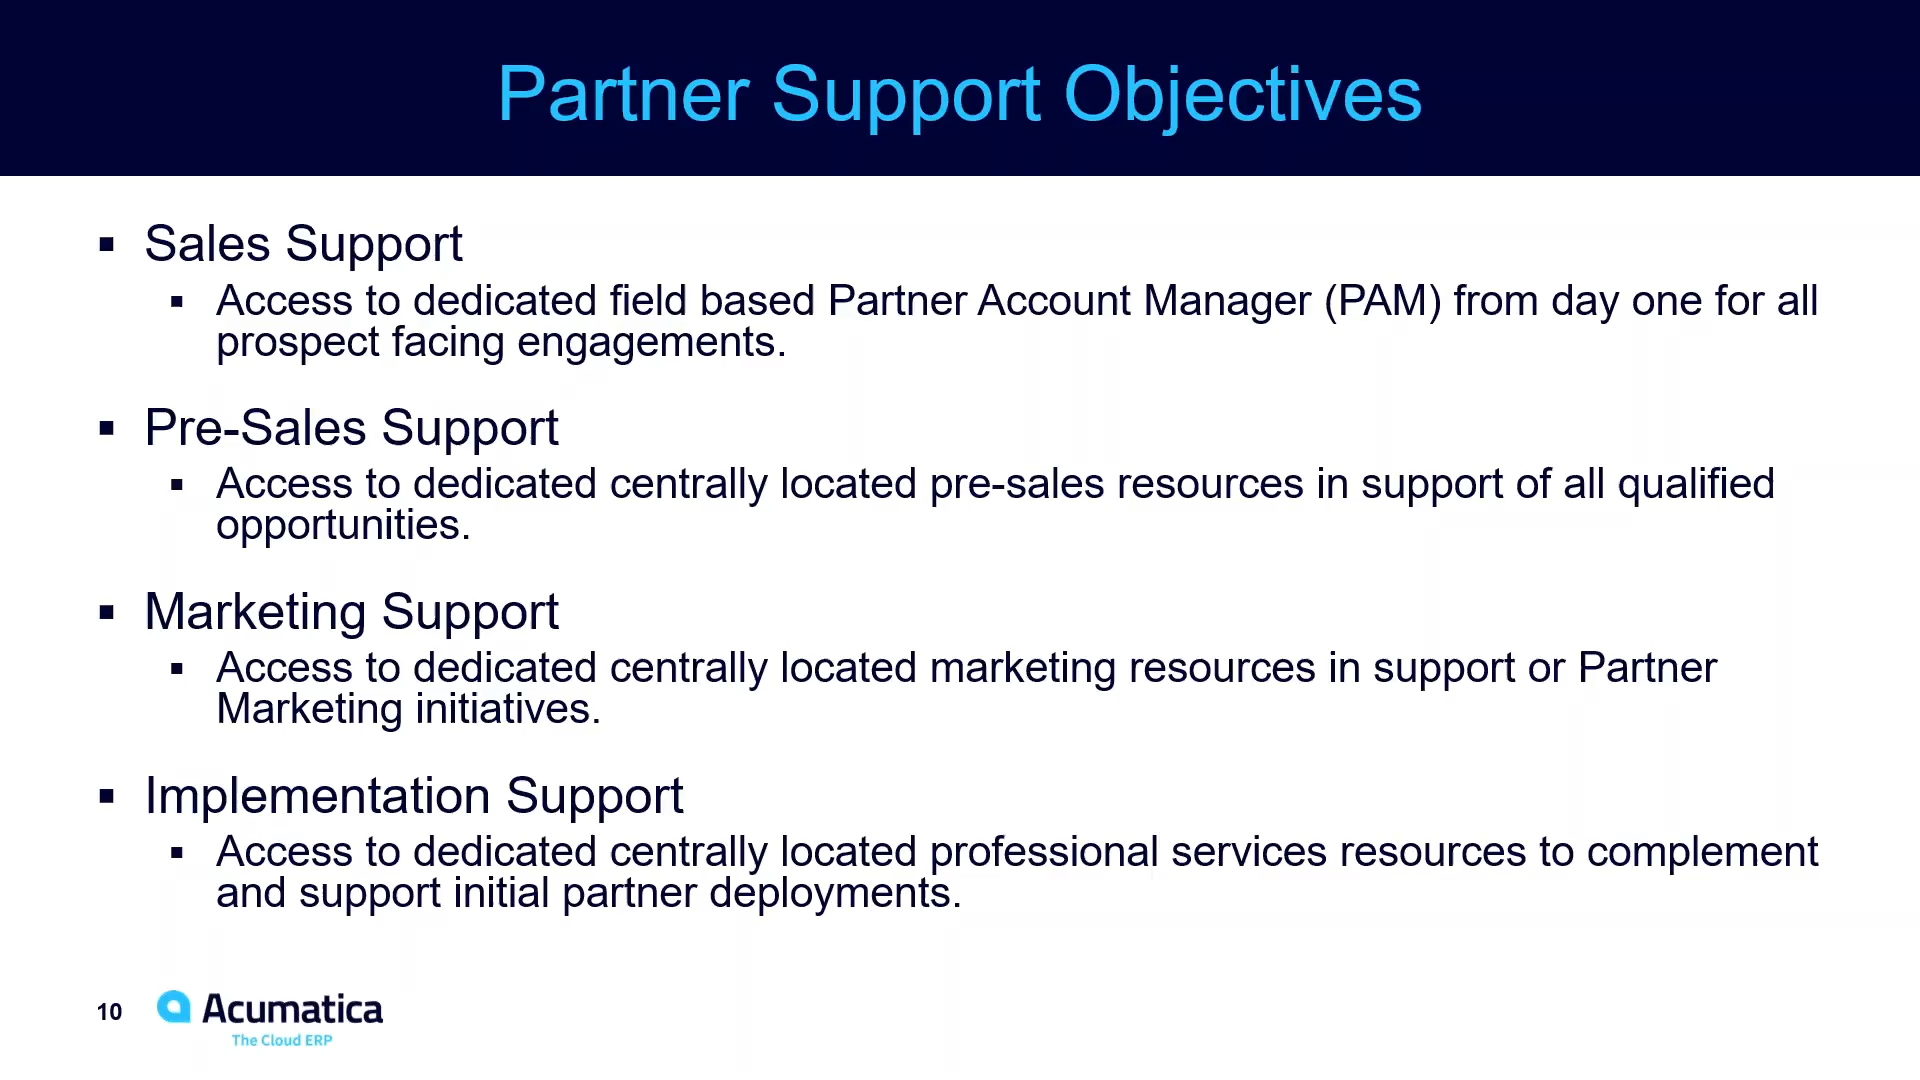 Partner Support Objectives
▪ Sales Support
▪ Access to dedicated field based Partner Account Manager (PAM) from day one for all
prospect facing engagements.
▪ Pre-Sales Support
▪ Access to dedicated centrally located pre-sales resources in support of all qualified
opportunities.
▪ Marketing Support
▪ Access to dedicated centrally located marketing resources in support or Partner
Marketing initiatives.
▪ Implementation Support
▪ Access to dedicated centrally located professional services resources to complement
and support initial partner deployments.
10 Acumatica
The Cloud ERP